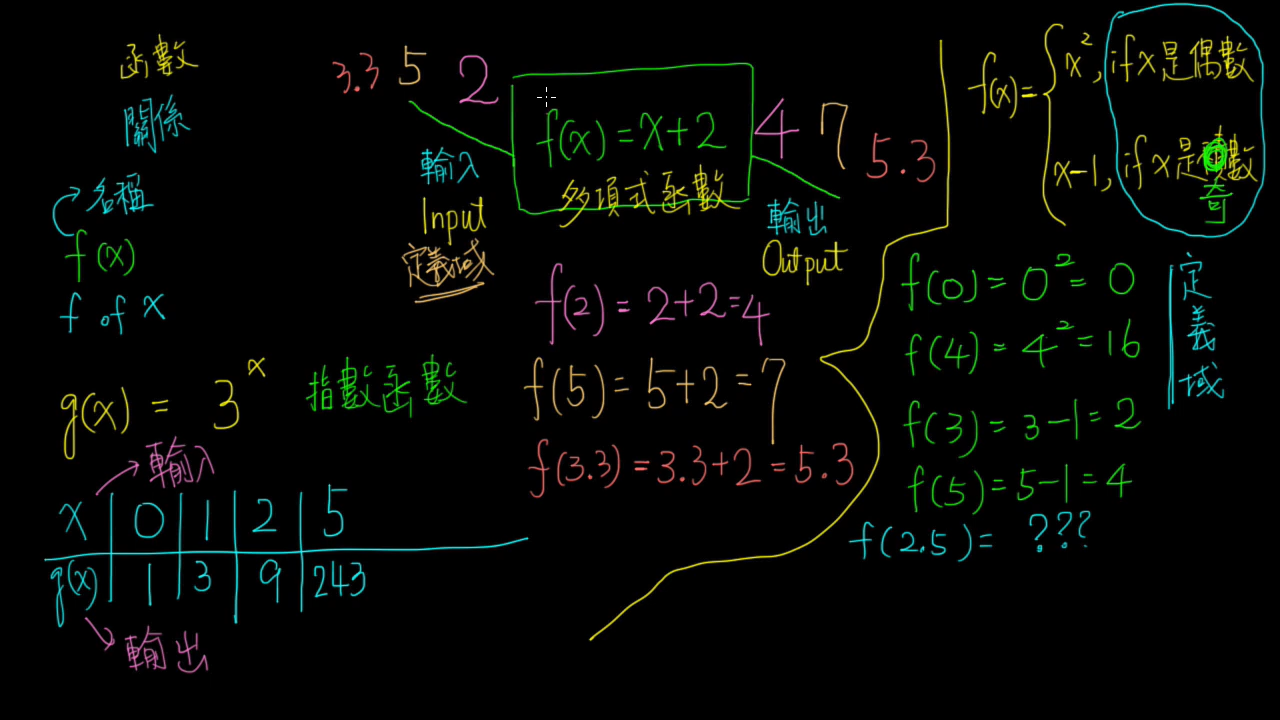 函數
關係
名稱
f(x)
f of x
g(x) = 3^x 指數函數
輸入
x | 0 | 1 | 2 | 5
g(x) | 1 | 3 | 9 | 243
輸出
3.3 5 2
輸入
Input
定義域
f(x) = x+2
多項式函數
4 7 5.3
輸出
Output
f(2) = 2+2=4
f(5) = 5+2=7
f(3.3) = 3.3+2=5.3
f(x) = { x², if x 是偶數
x-1, if x 是奇數
定義域
f(0) = 0² = 0
f(4) = 4² = 16
f(3) = 3-1=2
f(5) = 5-1=4
f(2.5) = ???